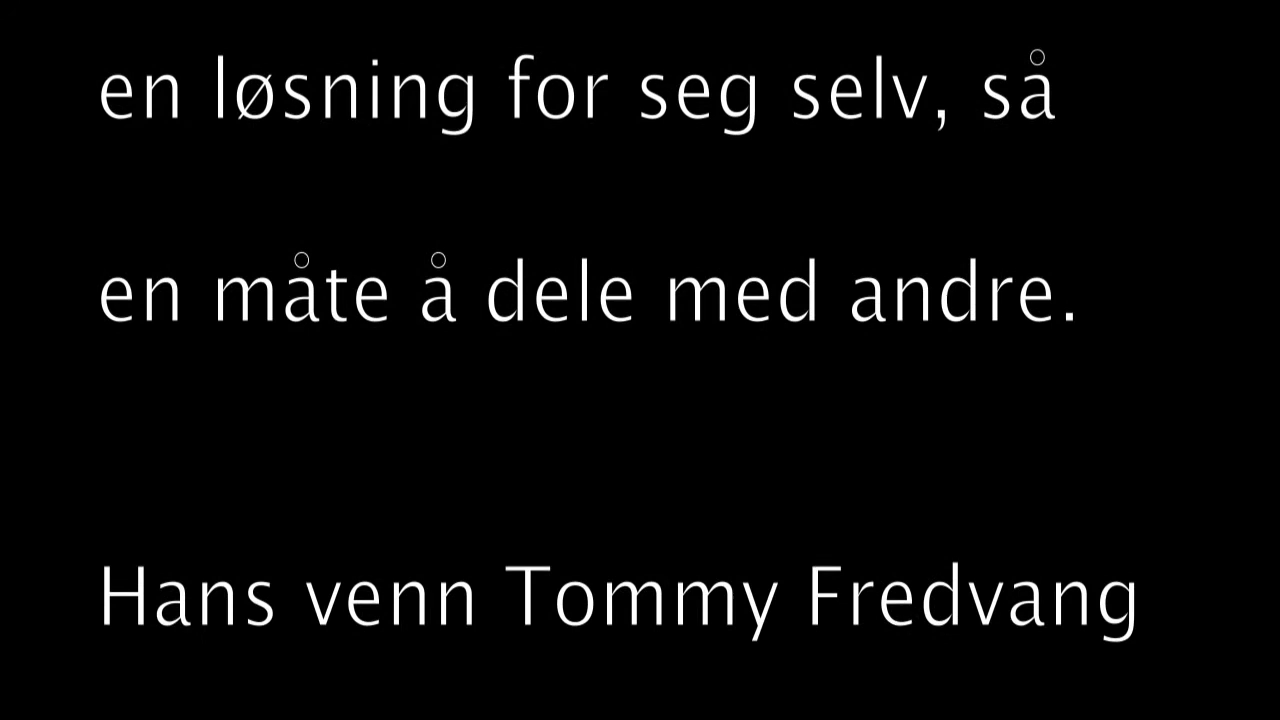 en løsning for seg selv, så
en måte å dele med andre.
Hans venn Tommy Fredvang